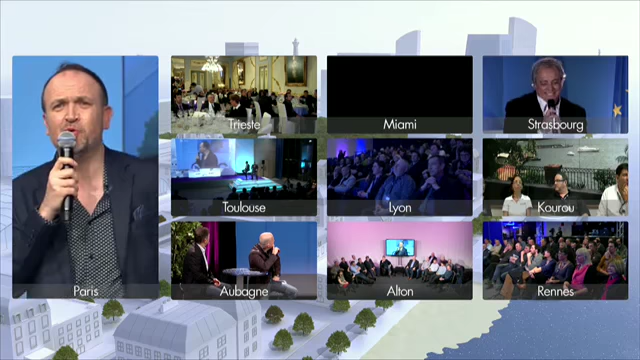 Paris
Trieste
Miami
Strasbourg
Toulouse
Lyon
Kourou
Aubagne
Alton
Rennes